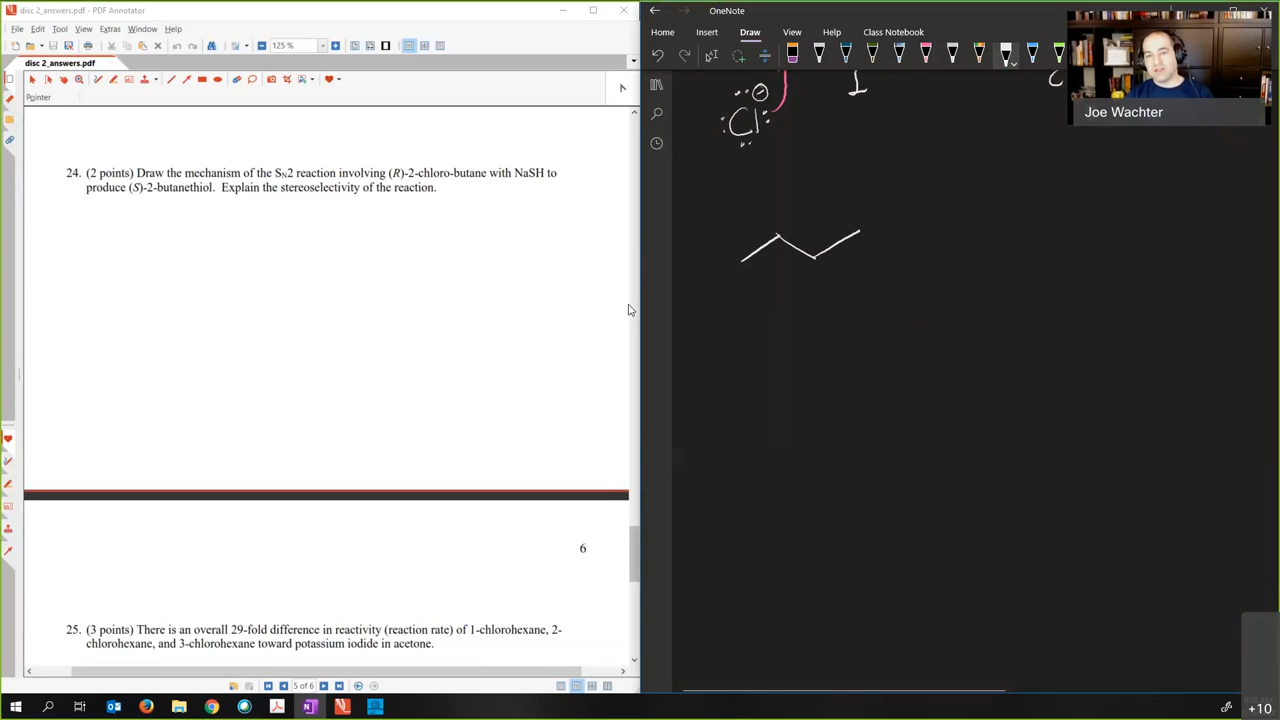 disc 2_answers.pdf - PDF Annotator
File Edit Tool View Extras Window Help
125 %
disc 2_answers.pdf
Pointer
24. (2 points) Draw the mechanism of the SN2 reaction involving (R)-2-chloro-butane with NaSH to
produce (S)-2-butanethiol. Explain the stereoselectivity of the reaction.
6
25. (3 points) There is an overall 29-fold difference in reactivity (reaction rate) of 1-chlorohexane, 2-
chlorohexane, and 3-chlorohexane toward potassium iodide in acetone.
5 of 6
OneNote
Home Insert Draw View Help Class Notebook
I
Cl
Joe Wachter
+10